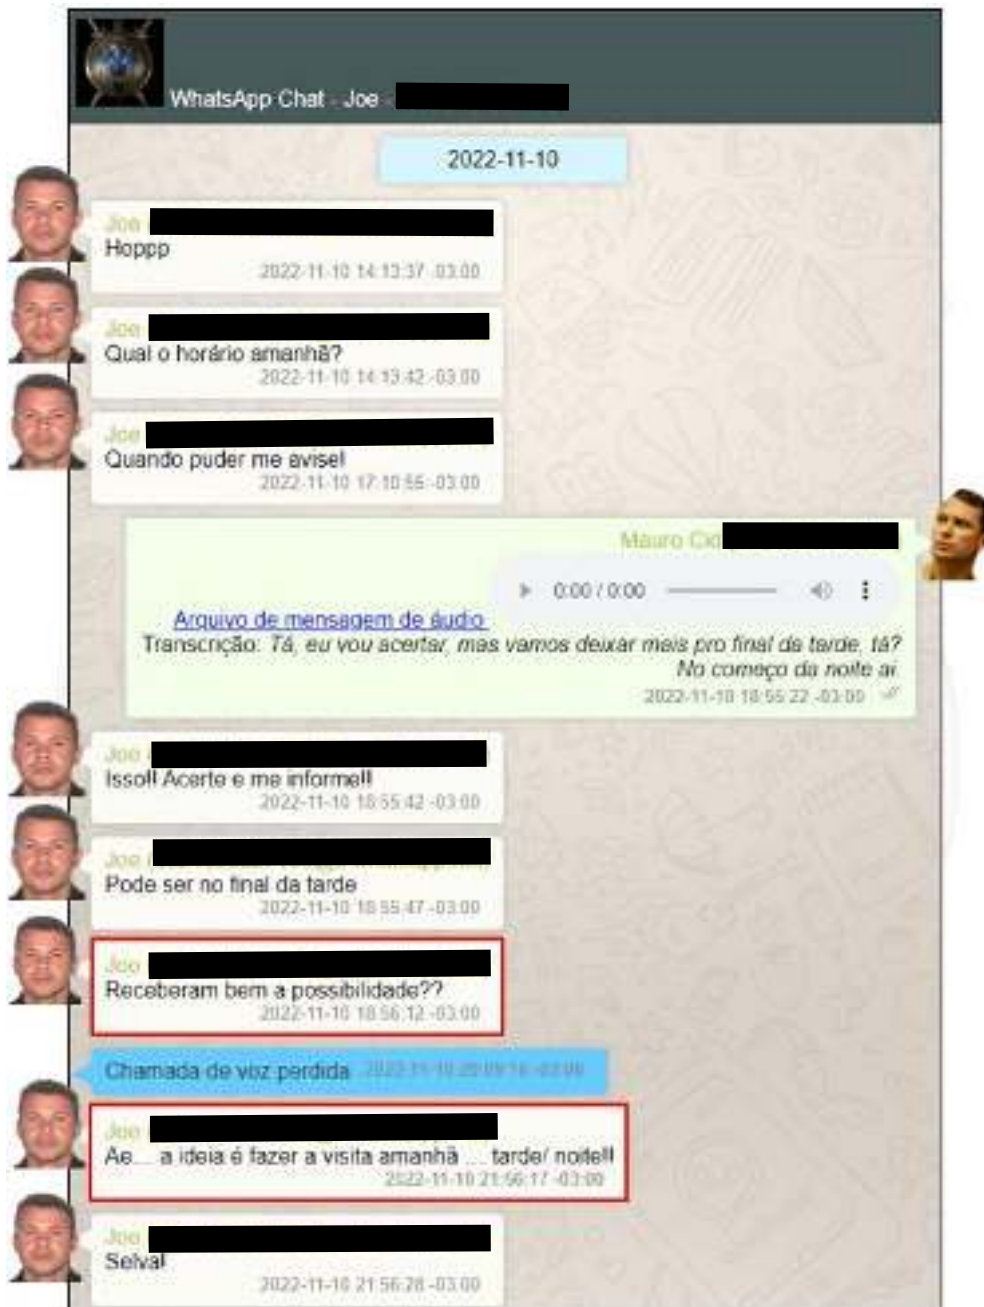 WhatsApp Chat - Joe -
2022-11-10
Joe
Hoppp
2022-11-10 14:13:37 -03:00
Joe
Qual o horário amanhã?
2022-11-10 14:13:42 -03:00
Joe
Quando puder me avise!
2022-11-10 17:10:55 -03:00
Mauro Cid
0:00 / 0:00
Arquivo de mensagem de áudio
Transcrição: Tá, eu vou acertar, mas vamos deixar mais pro final da tarde, tá?
No começo da noite aí.
2022-11-10 18:55:22 -03:00
Joe
Isso!! Acerte e me informe!!
2022-11-10 18:55:42 -03:00
Joe
Pode ser no final da tarde
2022-11-10 18:55:47 -03:00
Joe
Receberam bem a possibilidade??
2022-11-10 18:56:12 -03:00
Chamada de voz perdida
Joe
Ae.... a ideia é fazer a visita amanhã .... tarde/ noite!!
2022-11-10 21:56:17 -03:00
Joe
Selva!
2022-11-10 21:56:28 -03:00